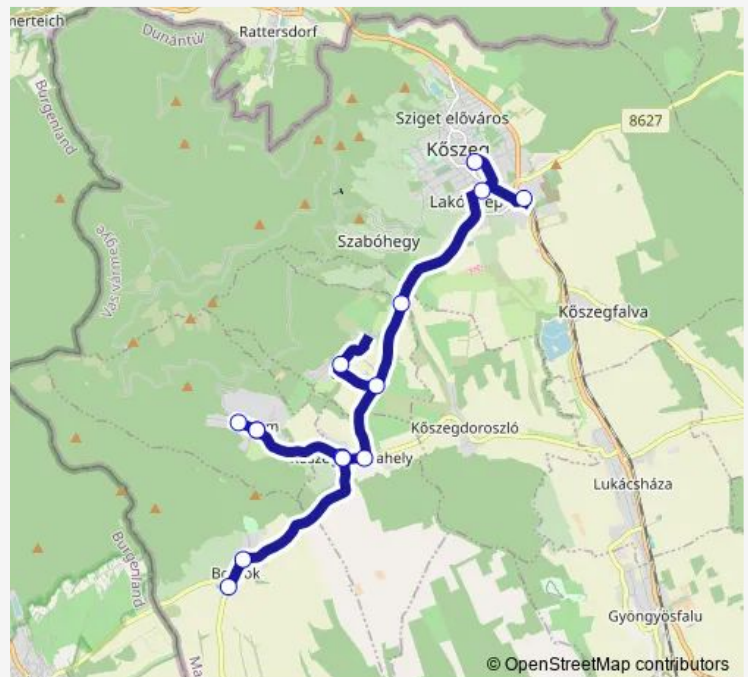 Rattersdorf
Dunántúl
Burgenland
Sziget előváros
8627
Kőszeg
Szabóhegy
Vas vármegye
Kőszegfalva
Kőszegdoroszló
Lukácsháza
Burgenland
Gyöngyösfalu
© OpenStreetMap contributors